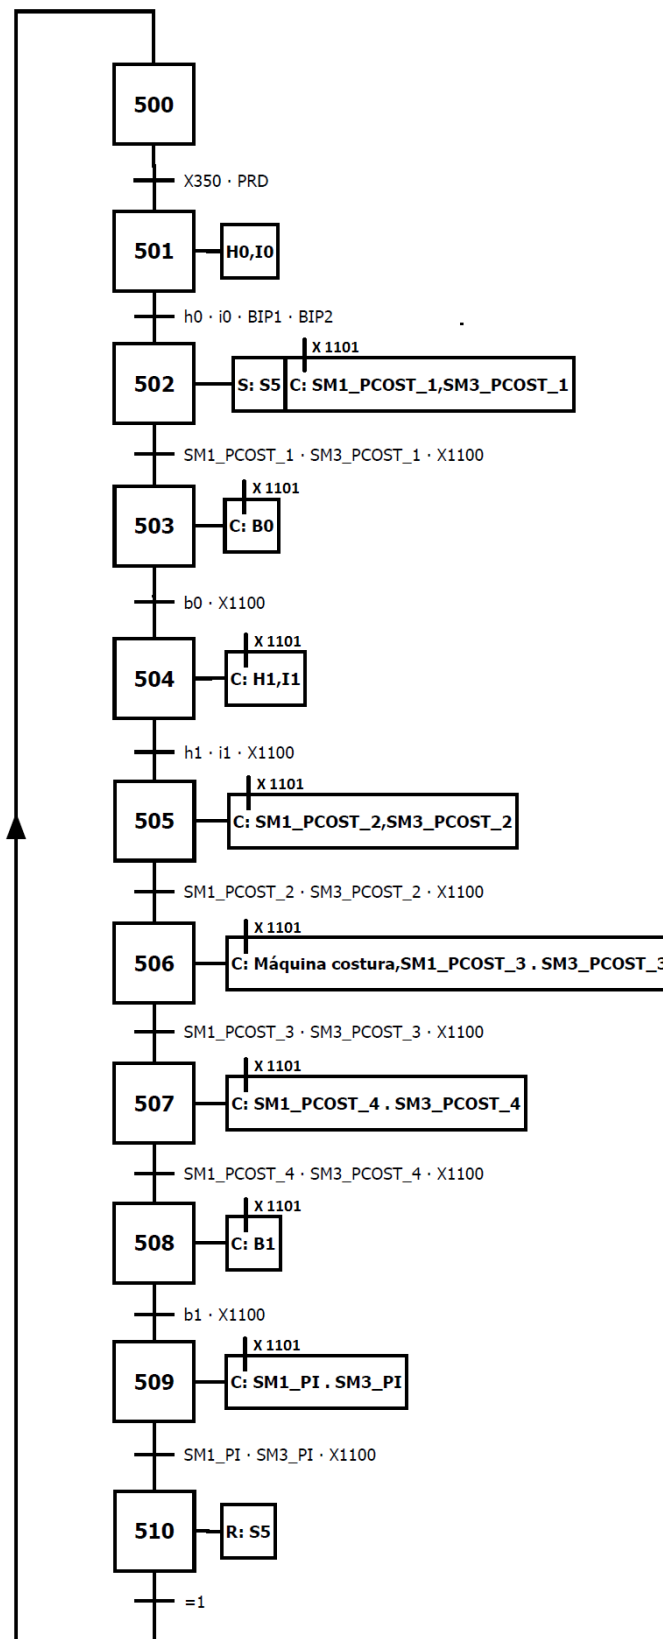 500
X350 · PRD
501
H0,I0
h0 · i0 · BIP1 · BIP2
X 1101
502
S: S5
C: SM1_PCOST_1,SM3_PCOST_1
SM1_PCOST_1 · SM3_PCOST_1 · X1100
X 1101
503
C: B0
b0 · X1100
X 1101
504
C: H1,I1
h1 · i1 · X1100
X 1101
505
C: SM1_PCOST_2,SM3_PCOST_2
SM1_PCOST_2 · SM3_PCOST_2 · X1100
X 1101
506
C: Máquina costura,SM1_PCOST_3 . SM3_PCOST_3
SM1_PCOST_3 · SM3_PCOST_3 · X1100
X 1101
507
C: SM1_PCOST_4 . SM3_PCOST_4
SM1_PCOST_4 · SM3_PCOST_4 · X1100
X 1101
508
C: B1
b1 · X1100
X 1101
509
C: SM1_PI . SM3_PI
SM1_PI · SM3_PI · X1100
510
R: S5
=1